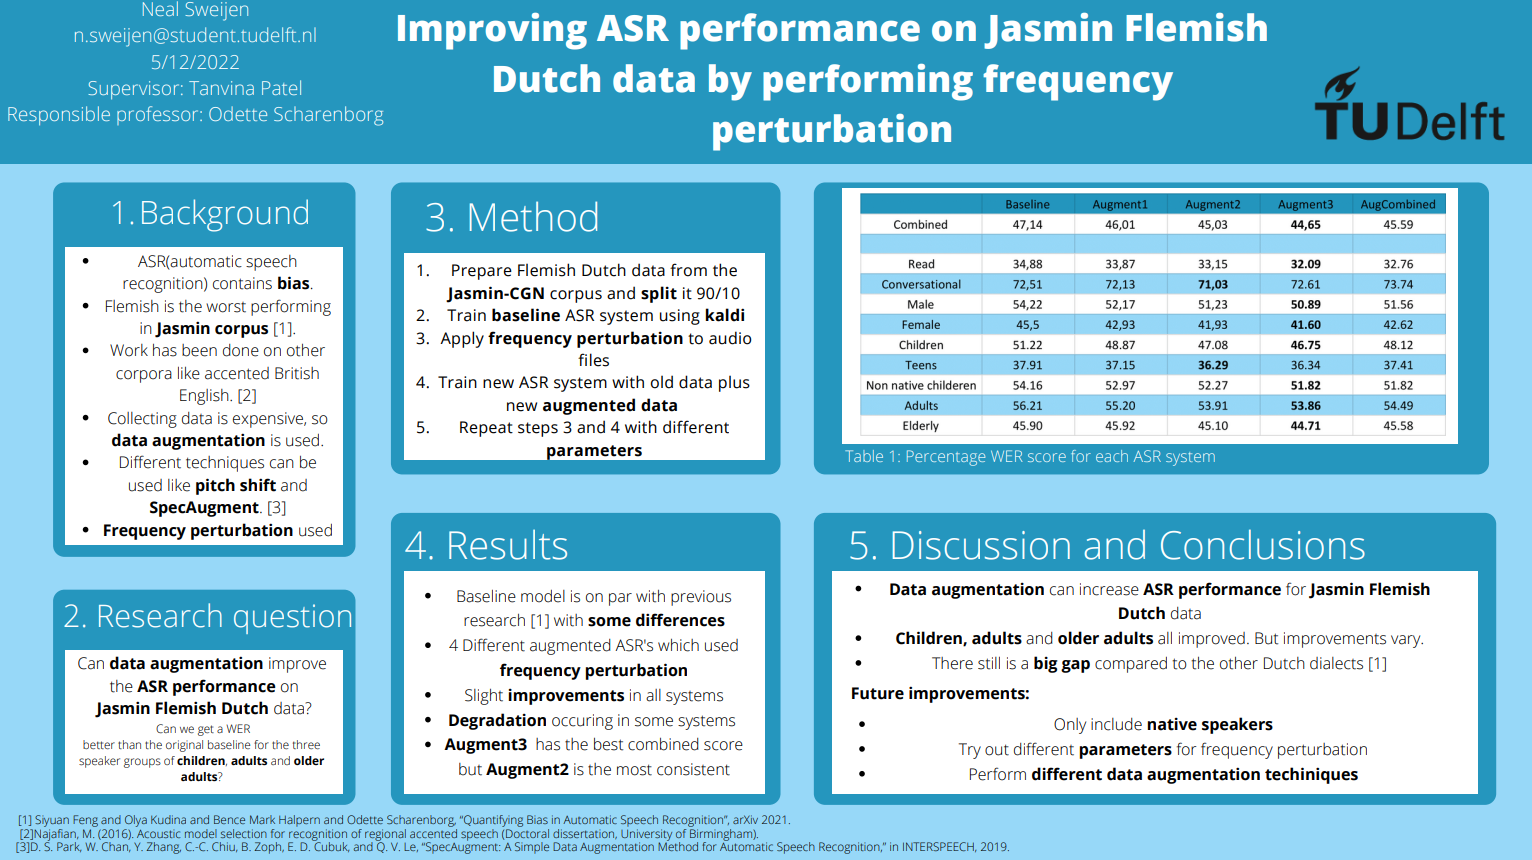 Neal Sweijen
n.sweijen@student.tudelft.nl
5/12/2022
Supervisor: Tanvina Patel
Responsible professor: Odette Scharenborg
Improving ASR performance on Jasmin Flemish
Dutch data by performing frequency
perturbation
TU Delft
1. Background
• ASR(automatic speech
recognition) contains bias.
• Flemish is the worst performing
in Jasmin corpus [1].
• Work has been done on other
corpora like accented British
English. [2]
• Collecting data is expensive, so
data augmentation is used.
• Different techniques can be
used like pitch shift and
SpecAugment. [3]
• Frequency perturbation used
2. Research question
Can data augmentation improve
the ASR performance on
Jasmin Flemish Dutch data?
Can we get a WER
better than the original baseline for the three
speaker groups of children, adults and older
adults?
3. Method
1. Prepare Flemish Dutch data from the
Jasmin-CGN corpus and split it 90/10
2. Train baseline ASR system using kaldi
3. Apply frequency perturbation to audio
files
4. Train new ASR system with old data plus
new augmented data
5. Repeat steps 3 and 4 with different
parameters
4. Results
• Baseline model is on par with previous
research [1] with some differences
• 4 Different augmented ASR's which used
frequency perturbation
• Slight improvements in all systems
• Degradation occuring in some systems
• Augment3 has the best combined score
but Augment2 is the most consistent
Baseline Augment1 Augment2 Augment3 AugCombined
Combined 47,14 46,01 45,03 44,65 45.59
Read 34,88 33,87 33,15 32.09 32.76
Conversational 72,51 72,13 71,03 72.61 73.74
Male 54,22 52,17 51,23 50.89 51.56
Female 45,5 42,93 41,93 41.60 42.62
Children 51.22 48.87 47.08 46.75 48.12
Teens 37.91 37.15 36.29 36.34 37.41
Non native childeren 54.16 52.97 52.27 51.82 51.82
Adults 56.21 55.20 53.91 53.86 54.49
Elderly 45.90 45.92 45.10 44.71 45.58
Table 1: Percentage WER score for each ASR system
5. Discussion and Conclusions
• Data augmentation can increase ASR performance for Jasmin Flemish
Dutch data
• Children, adults and older adults all improved. But improvements vary.
• There still is a big gap compared to the other Dutch dialects [1]
Future improvements:
• Only include native speakers
• Try out different parameters for frequency perturbation
• Perform different data augmentation techiniques
[1] Siyuan Feng and Olya Kudina and Bence Mark Halpern and Odette Scharenborg, “Quantifying Bias in Automatic Speech Recognition”, arXiv 2021.
[2]Najafian, M. (2016). Acoustic model selection for recognition of regional accented speech (Doctoral dissertation, University of Birmingham).
[3]D. S. Park, W. Chan, Y. Zhang, C.-C. Chiu, B. Zoph, E. D. Cubuk, and Q. V. Le, “SpecAugment: A Simple Data Augmentation Method for Automatic Speech Recognition,” in INTERSPEECH, 2019.